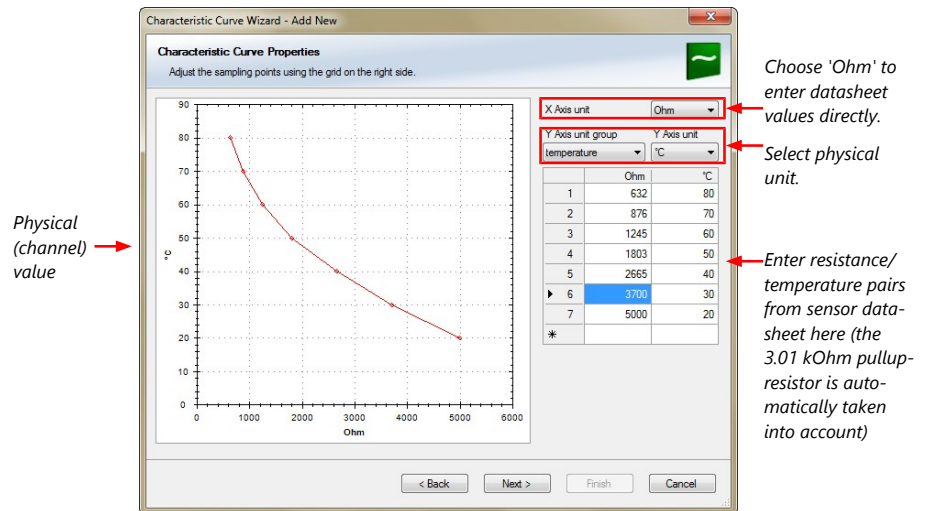 Characteristic Curve Wizard - Add New
Characteristic Curve Properties
Adjust the sampling points using the grid on the right side.
X Axis unit Ohm
Y Axis unit group Y Axis unit
temperature °C
Ohm °C
1 632 80
2 876 70
3 1245 60
4 1803 50
5 2665 40
6 3700 30
7 5000 20
90
80
70
60
50
40
30
20
10
0
°C
0 1000 2000 3000 4000 5000 6000
Ohm
< Back Next > Finish Cancel
Physical
(channel)
value
Choose 'Ohm' to
enter datasheet
values directly.
Select physical
unit.
Enter resistance/
temperature pairs
from sensor data-
sheet here (the
3.01 kOhm pullup-
resistor is auto-
matically taken
into account)